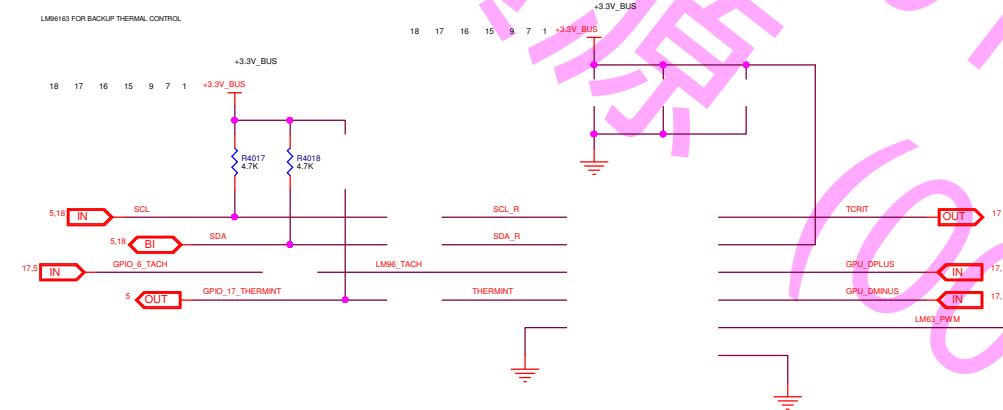 LM96163 FOR BACKUP THERMAL CONTROL
+3.3V_BUS
18 17 16 15 9 7 1 +3.3V_BUS
+3.3V_BUS
18 17 16 15 9 7 1 +3.3V_BUS
R4017
4.7K
R4018
4.7K
5,18 IN SCL SCL_R TCRIT OUT 17
5,18 BI SDA SDA_R
17,5 IN GPIO_6_TACH LM96_TACH GPU_DPLUS IN 17,
5 OUT GPIO_17_THERMINT THERMINT GPU_DMINUS IN 17,
LM63_PWM
源